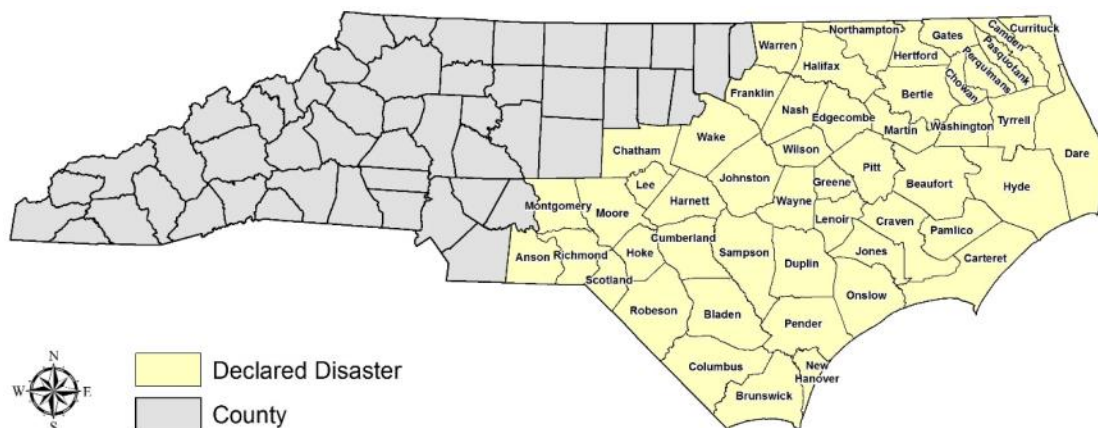 Northampton
Warren
Gates
Camden
Currituck
Pasquotank
Perquimans
Hertford
Halifax
Chowan
Franklin
Bertie
Nash
Edgecombe
Martin
Washington
Tyrrell
Wake
Wilson
Chatham
Dare
Pitt
Johnston
Greene
Beaufort
Hyde
Lee
Harnett
Wayne
Montgomery
Moore
Lenoir
Craven
Pamlico
Cumberland
Anson
Richmond
Hoke
Sampson
Jones
Carteret
Duplin
Scotland
Onslow
Robeson
Bladen
Pender
Columbus
New
Hanover
Brunswick
N
W E
S
Declared Disaster
County